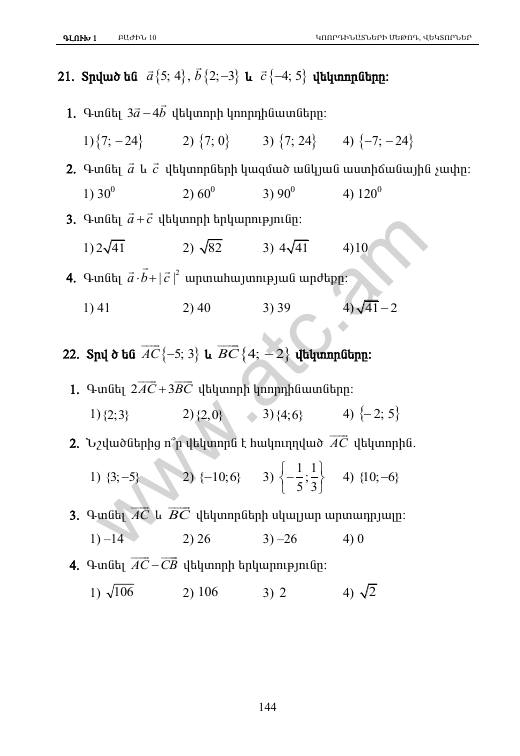 ԳԼՈՒԽ 1 ԲԱԺԻՆ 10 ԿՈՈՐԴԻՆԱՏՆԵՐԻ ՄԵԹՈԴ, ՎԵԿՏՈՐՆԵՐ
21. Տրված են a⃗{5; 4}, b⃗{2;−3} և c⃗{−4; 5} վեկտորները:
1. Գտնել 3a⃗ − 4b⃗ վեկտորի կոորդինատները:
1) {7; − 24} 2) {7; 0} 3) {7; 24} 4) {−7; − 24}
2. Գտնել a⃗ և c⃗ վեկտորների կազմած անկյան աստիճանային չափը:
1) 30⁰ 2) 60⁰ 3) 90⁰ 4) 120⁰
3. Գտնել a⃗ + c⃗ վեկտորի երկարությունը:
1) 2√41 2) √82 3) 4√41 4)10
4. Գտնել a⃗ · b⃗ + | c⃗ |² արտահայտության արժեքը:
1) 41 2) 40 3) 39 4) √41 − 2
22. Տրվ ծ են AC{−5; 3} և BC{4; − 2} վեկտորները:
1. Գտնել 2AC + 3BC վեկտորի կոորդինատները:
1) {2;3} 2) {2,0} 3) {4;6} 4) {− 2; 5}
2. Նշվածներից ո՞ր վեկտորն է հակուղղված AC վեկտորին.
1) {3;−5} 2) {−10;6} 3) {−1/5; 1/3} 4) {10;−6}
3. Գտնել AC և BC վեկտորների սկալյար արտադրյալը:
1) −14 2) 26 3) −26 4) 0
4. Գտնել AC − CB վեկտորի երկարությունը:
1) √106 2) 106 3) 2 4) √2
144
www.atc.am